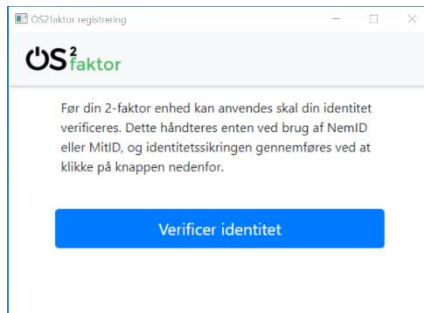 OS2faktor registrering
OS2faktor
Før din 2-faktor enhed kan anvendes skal din identitet
verificeres. Dette håndteres enten ved brug af NemID
eller MitID, og identitetssikringen gennemføres ved at
klikke på knappen nedenfor.
Verificer identitet